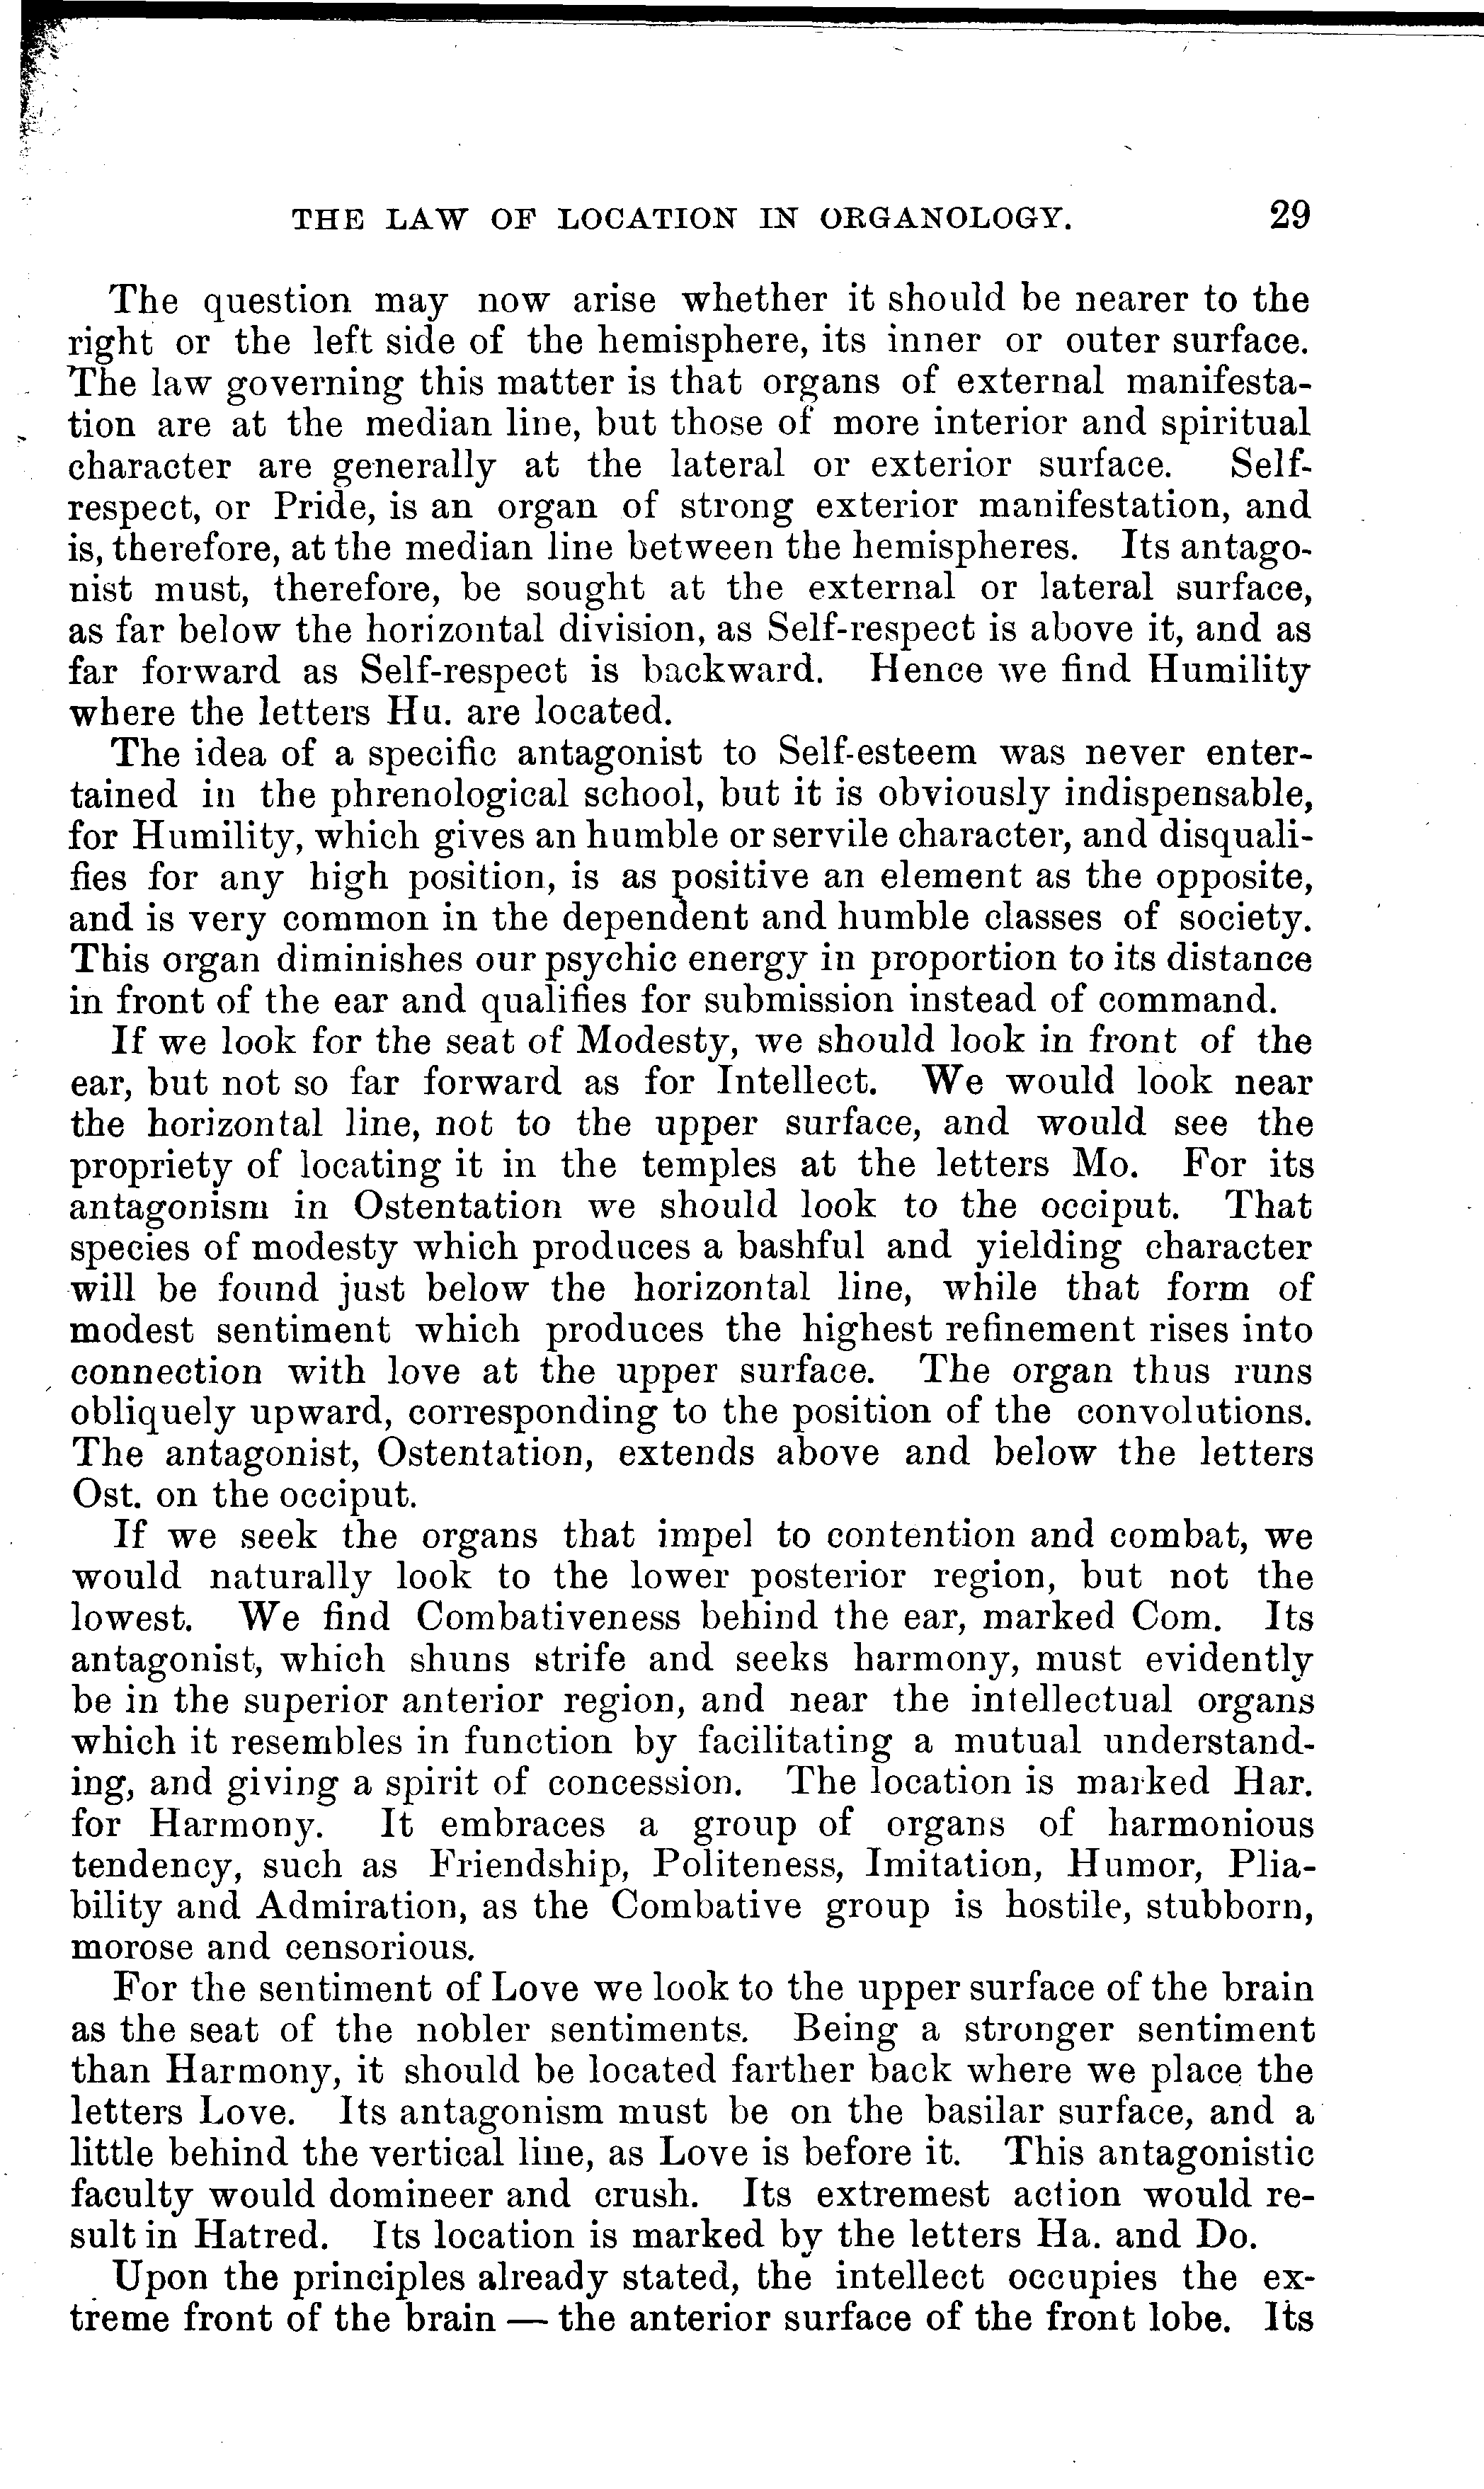 THE LAW OF LOCATION IN ORGANOLOGY. 29
The question may now arise whether it should be nearer to the
right or the left side of the hemisphere, its inner or outer surface.
The law governing this matter is that organs of external manifesta-
tion are at the median line, but those of more interior and spiritual
character are generally at the lateral or exterior surface. Self-
respect, or Pride, is an organ of strong exterior manifestation, and
is, therefore, at the median line between the hemispheres. Its antago-
nist must, therefore, be sought at the external or lateral surface,
as far below the horizontal division, as Self-respect is above it, and as
far forward as Self-respect is backward. Hence we find Humility
where the letters Hu. are located.
The idea of a specific antagonist to Self-esteem was never enter-
tained in the phrenological school, but it is obviously indispensable,
for Humility, which gives an humble or servile character, and disquali-
fies for any high position, is as positive an element as the opposite,
and is very common in the dependent and humble classes of society.
This organ diminishes our psychic energy in proportion to its distance
in front of the ear and qualifies for submission instead of command.
If we look for the seat of Modesty, we should look in front of the
ear, but not so far forward as for Intellect. We would look near
the horizontal line, not to the upper surface, and would see the
propriety of locating it in the temples at the letters Mo. For its
antagonism in Ostentation we should look to the occiput. That
species of modesty which produces a bashful and yielding character
will be found just below the horizontal line, while that form of
modest sentiment which produces the highest refinement rises into
connection with love at the upper surface. The organ thus runs
obliquely upward, corresponding to the position of the convolutions.
The antagonist, Ostentation, extends above and below the letters
Ost. on the occiput.
If we seek the organs that impel to contention and combat, we
would naturally look to the lower posterior region, but not the
lowest. We find Combativeness behind the ear, marked Com. Its
antagonist, which shuns strife and seeks harmony, must evidently
be in the superior anterior region, and near the intellectual organs
which it resembles in function by facilitating a mutual understand-
ing, and giving a spirit of concession. The location is marked Har.
for Harmony. It embraces a group of organs of harmonious
tendency, such as Friendship, Politeness, Imitation, Humor, Plia-
bility and Admiration, as the Combative group is hostile, stubborn,
morose and censorious.
For the sentiment of Love we look to the upper surface of the brain
as the seat of the nobler sentiments. Being a stronger sentiment
than Harmony, it should be located farther back where we place the
letters Love. Its antagonism must be on the basilar surface, and a
little behind the vertical line, as Love is before it. This antagonistic
faculty would domineer and crush. Its extremest action would re-
sult in Hatred. Its location is marked by the letters Ha. and Do.
Upon the principles already stated, the intellect occupies the ex-
treme front of the brain — the anterior surface of the front lobe. Its